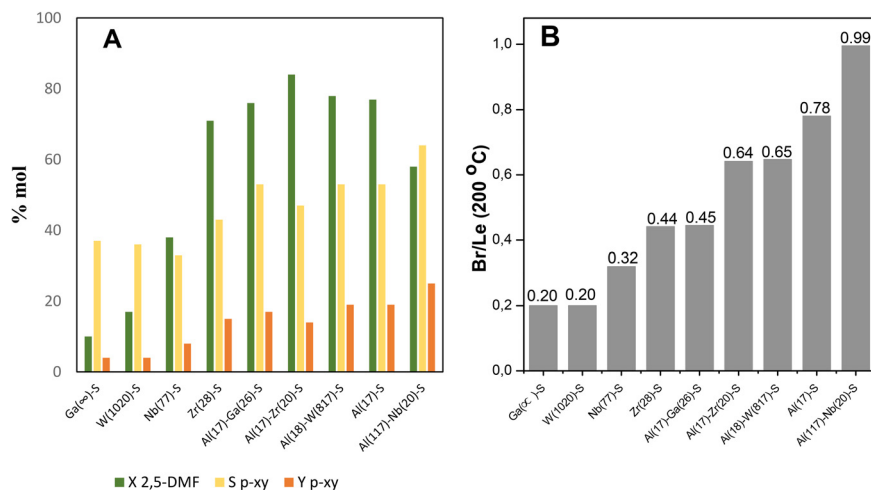 A
% mol
100
80
60
40
20
0
Ga(∞)-S
W(1020)-S
Nb(77)-S
Zr(28)-S
Al(17)-Ga(26)-S
Al(17)-Zr(20)-S
Al(18)-W(817)-S
Al(17)-S
Al(117)-Nb(20)-S
X 2,5-DMF S p-xy Y p-xy
B
Br/Le (200 °C)
1,0
0,8
0,6
0,4
0,2
0,0
0.20
0.20
0.32
0.44
0.45
0.64
0.65
0.78
0.99
Ga(∝ )-S
W(1020)-S
Nb(77)-S
Zr(28)-S
Al(17)-Ga(26)-S
Al(17)-Zr(20)-S
Al(18)-W(817)-S
Al(17)-S
Al(117)-Nb(20)-S